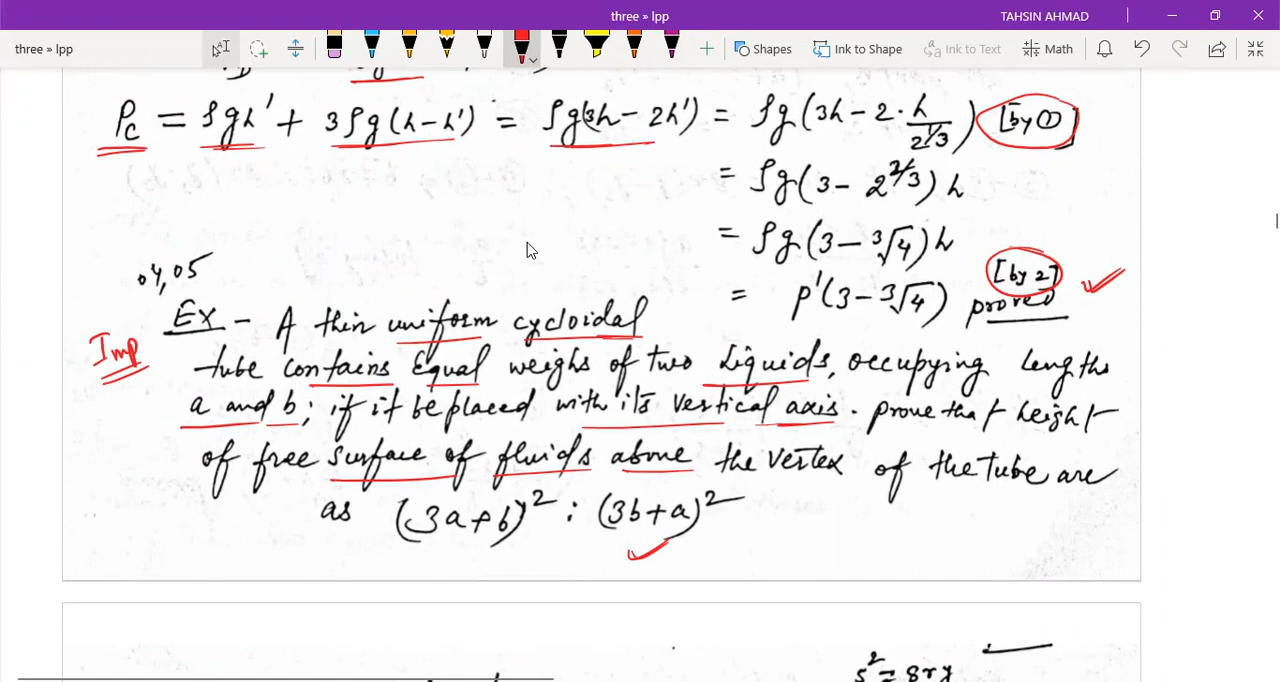 three » lpp
TAHSIN AHMAD
three » lpp
Shapes
Ink to Shape
Ink to Text
Math
P_c = ρgh' + 3ρg(h-h') = ρg(3h - 2h') = ρg(3h - 2·h/2^{1/3}) [by ①]
= ρg(3 - 2^{2/3})h
= ρg(3 - ∛4)h
= p'(3 - ∛4) [by 2] proved
04, 05
Ex - A thin uniform cycloidal
Imp
tube contains Equal weighs of two Liquids, occupying lengths
a and b; if it be placed with its vertical axis. prove that height
of free surface of fluids above the vertex of the tube are
as (3a+b)² : (3b+a)²
s² = 8ry